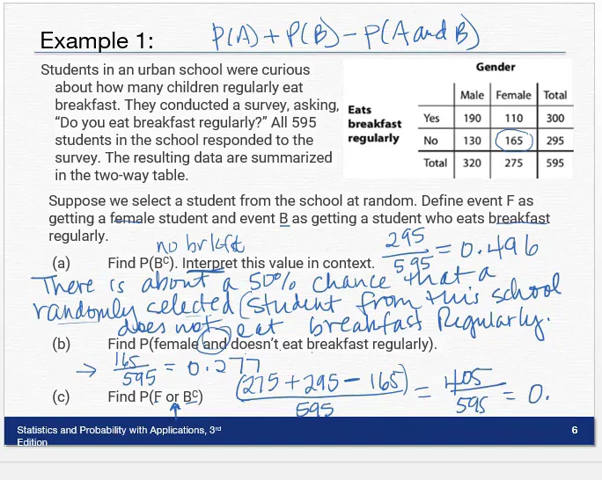 Example 1:
P(A) + P(B) - P(A and B)
Students in an urban school were curious
about how many children regularly eat
breakfast. They conducted a survey, asking,
“Do you eat breakfast regularly?” All 595
students in the school responded to the
survey. The resulting data are summarized
in the two-way table.
Gender
Male Female Total
Eats breakfast regularly
Yes 190 110 300
No 130 165 295
Total 320 275 595
Suppose we select a student from the school at random. Define event F as
getting a female student and event B as getting a student who eats breakfast
regularly.
no brkfst
(a) Find P(Bᶜ). Interpret this value in context.
295/595 = 0.496
There is about a 50% chance that a
randomly selected student from this school
does not eat breakfast Regularly.
(b) Find P(female and doesn't eat breakfast regularly).
→ 165/595 = 0.277
(c) Find P(F or Bᶜ)
(275 + 295 - 165)/595 = 405/595 = 0.
Statistics and Probability with Applications, 3rd
Edition
6